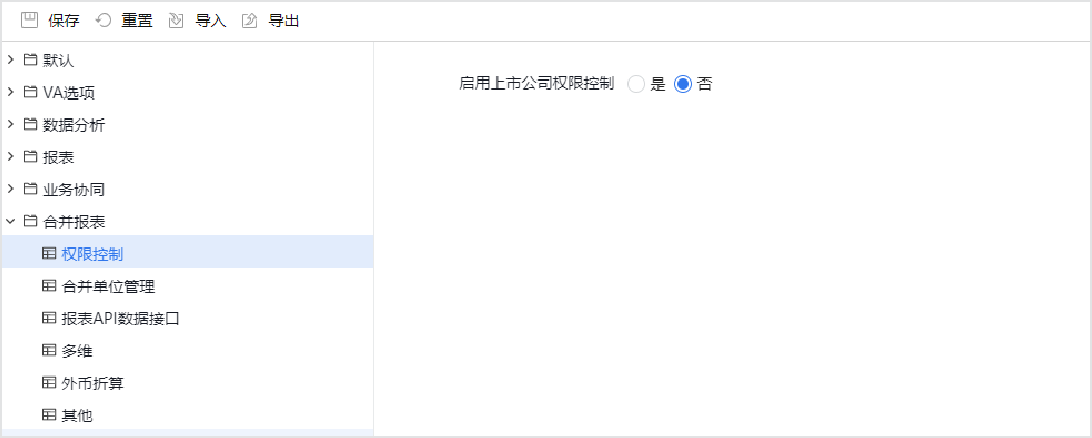 保存 重置 导入 导出
默认
启用上市公司权限控制 是 否
VA选项
数据分析
报表
业务协同
合并报表
权限控制
合并单位管理
报表API数据接口
多维
外币折算
其他